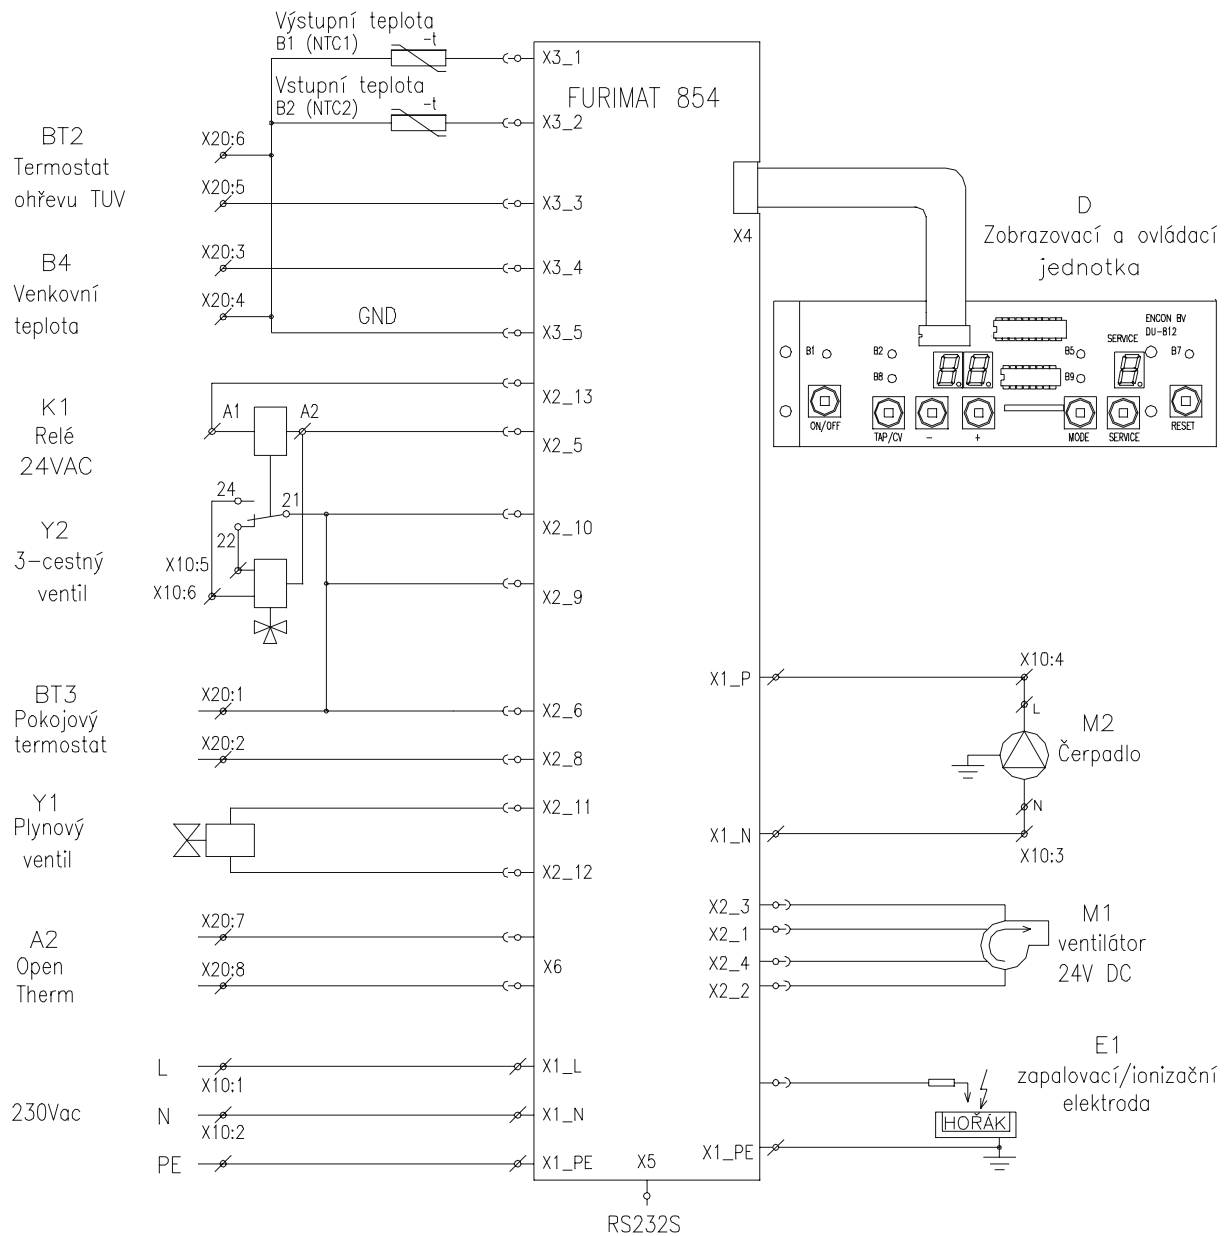 Výstupní teplota
B1 (NTC1)
-t
X3_1
FURIMAT 854
Vstupní teplota
B2 (NTC2)
-t
X3_2
BT2
Termostat
ohřevu TUV
X20:6
X20:5
X3_3
X4
D
Zobrazovací a ovládací
jednotka
B4
Venkovní
teplota
X20:3
X3_4
X20:4
GND
X3_5
ENCON BV
DU-812
SERVICE
B1
B2
B5
B7
B8
B9
ON/OFF
TAP/CV
-
+
MODE
SERVICE
RESET
K1
Relé
24VAC
A1
A2
X2_13
X2_5
Y2
3-cestný
ventil
24
21
22
X10:5
X10:6
X2_10
X2_9
BT3
Pokojový
termostat
X20:1
X2_6
X20:2
X2_8
X1_P
X10:4
L
M2
Čerpadlo
N
X1_N
X10:3
Y1
Plynový
ventil
X2_11
X2_12
X2_3
X2_1
X2_4
X2_2
M1
ventilátor
24V DC
A2
Open
Therm
X20:7
X20:8
X6
E1
zapalovací/ionizační
elektroda
HOŘÁK
X1_PE
230Vac
L
X10:1
X1_L
N
X10:2
X1_N
PE
X1_PE
X5
RS232S